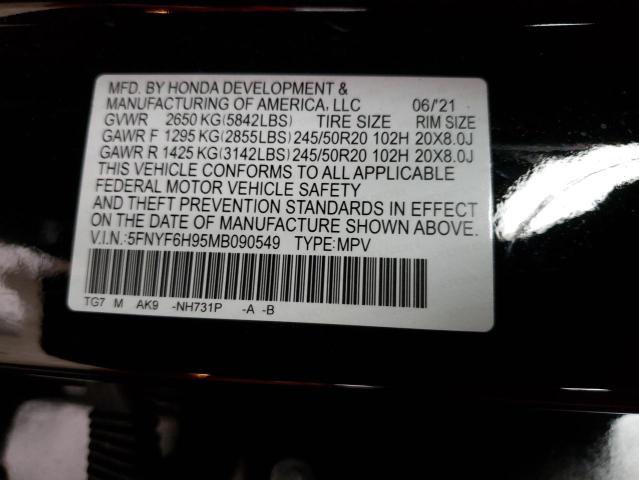 MFD. BY HONDA DEVELOPMENT &
MANUFACTURING OF AMERICA, LLC 06/'21
GVWR 2650 KG(5842LBS) TIRE SIZE RIM SIZE
GAWR F 1295 KG(2855LBS) 245/50R20 102H 20X8.0J
GAWR R 1425 KG(3142LBS) 245/50R20 102H 20X8.0J
THIS VEHICLE CONFORMS TO ALL APPLICABLE
FEDERAL MOTOR VEHICLE SAFETY
AND THEFT PREVENTION STANDARDS IN EFFECT
ON THE DATE OF MANUFACTURE SHOWN ABOVE.
V.I.N.:5FNYF6H95MB090549 TYPE:MPV
TG7 M AK9 -NH731P -A -B